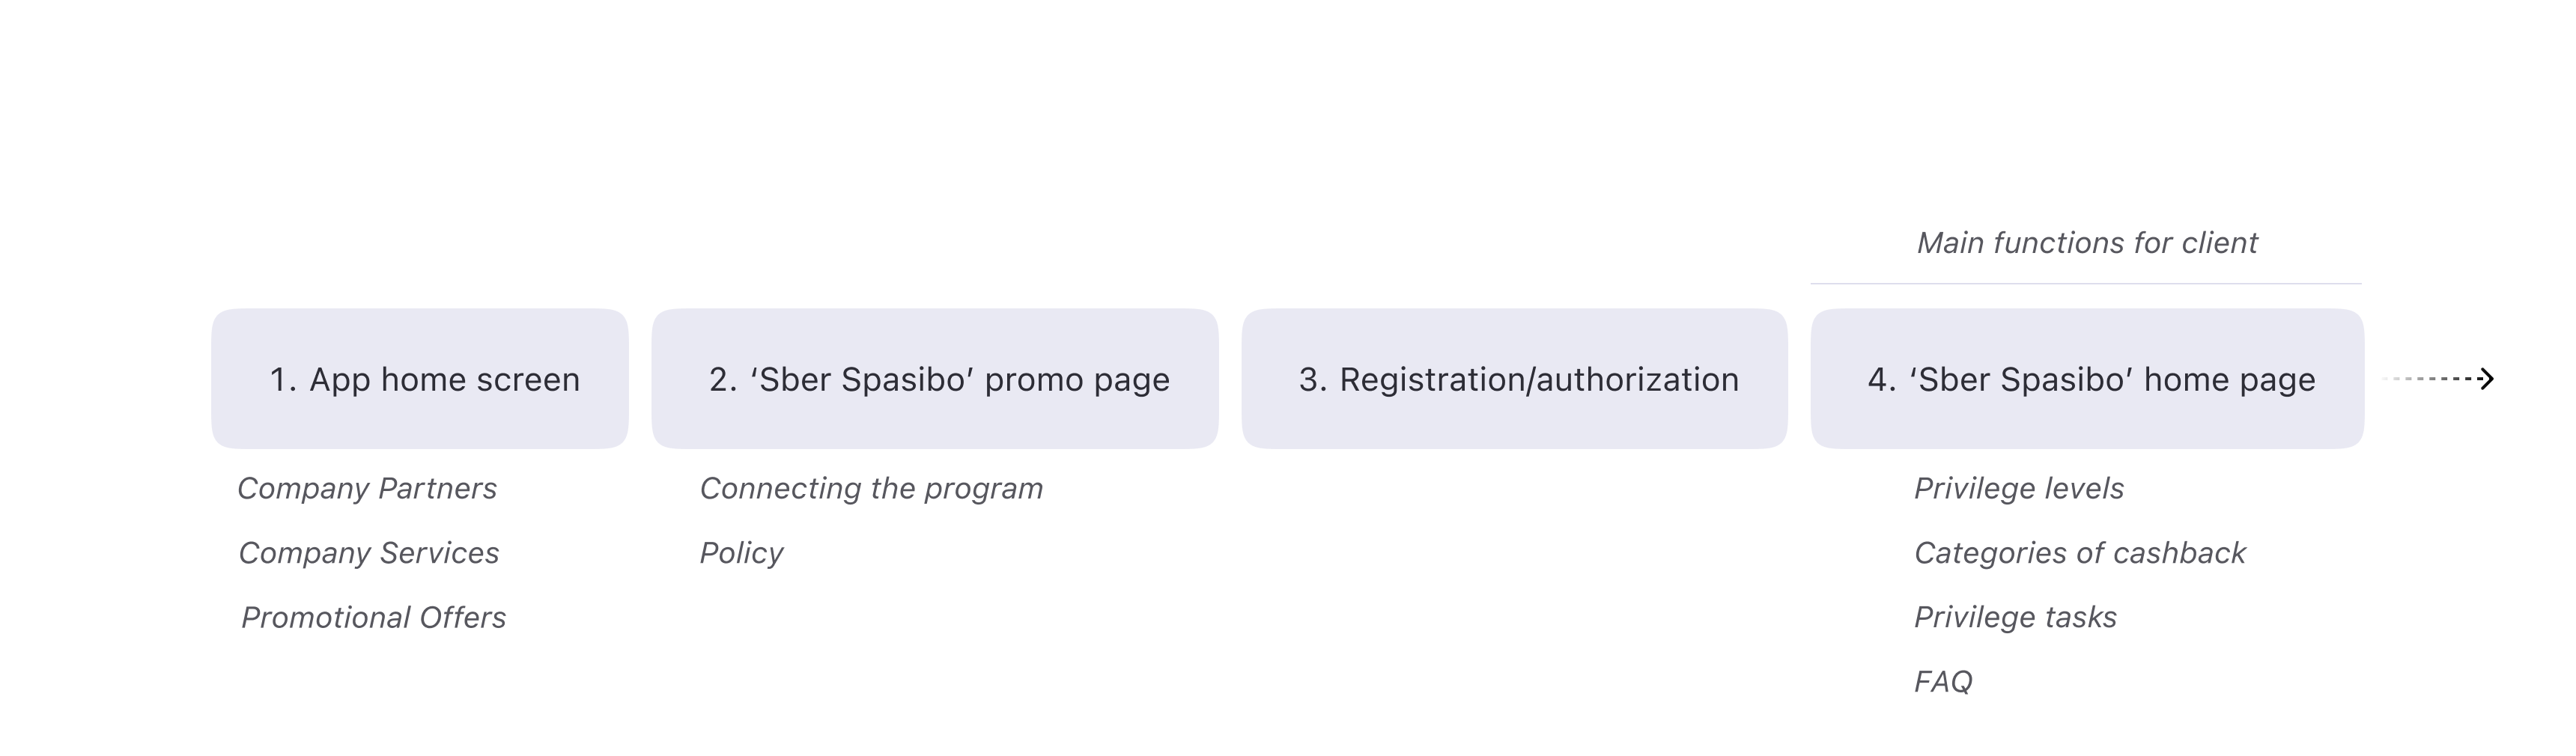 Main functions for client
1. App home screen
2. ‘Sber Spasibo’ promo page
3. Registration/authorization
4. ‘Sber Spasibo’ home page
Company Partners
Company Services
Promotional Offers
Connecting the program
Policy
Privilege levels
Categories of cashback
Privilege tasks
FAQ